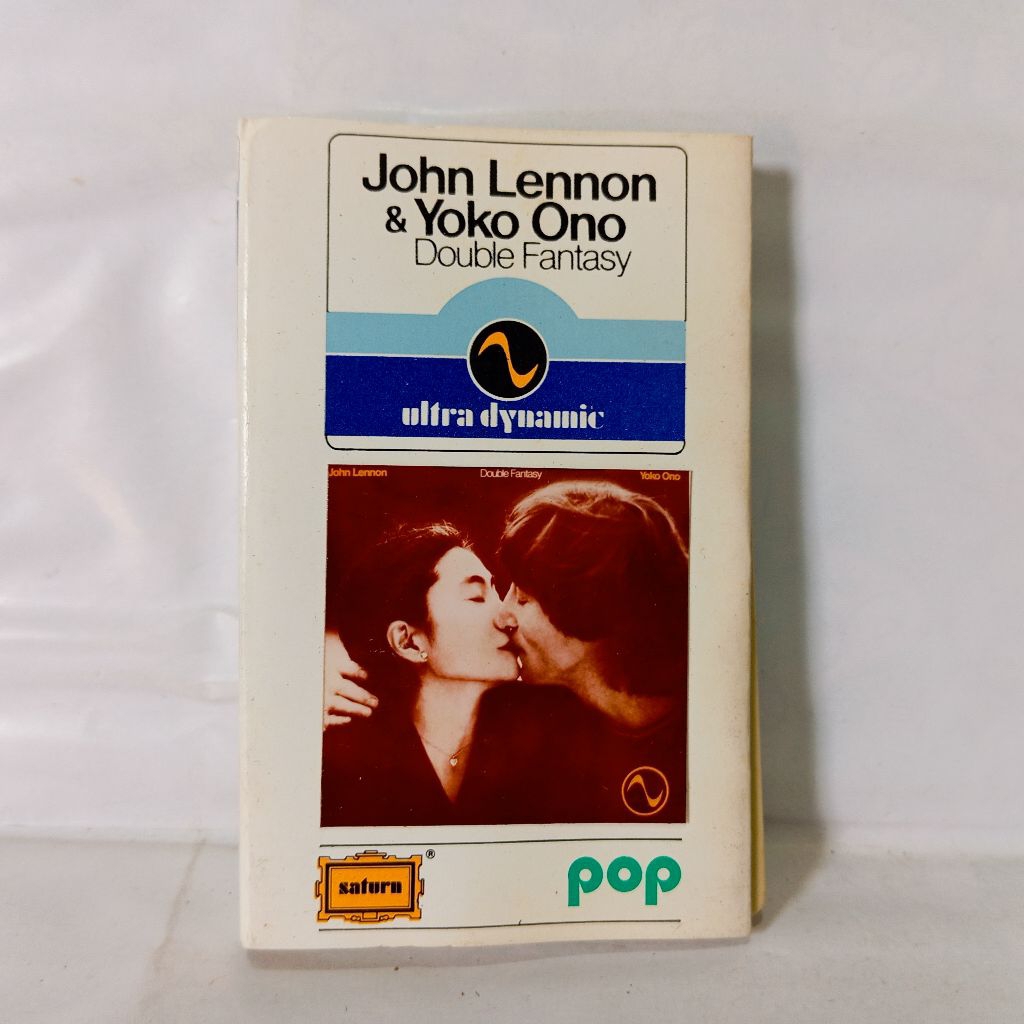 John Lennon
& Yoko Ono
Double Fantasy
ultra dynamic
John Lennon Double Fantasy Yoko Ono
saturn ®
pop